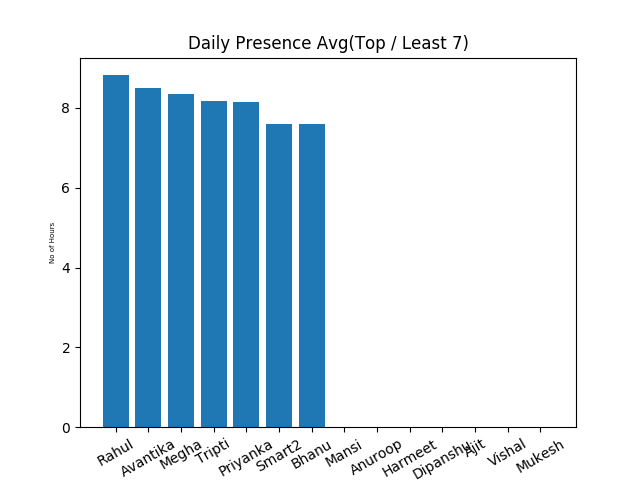 Daily Presence Avg(Top / Least 7)
No of Hours
8
6
4
2
0
Rahul
Avantika
Megha
Tripti
Priyanka
Smart2
Bhanu
Mansi
Anuroop
Harmeet
Dipanshu
Ajit
Vishal
Mukesh